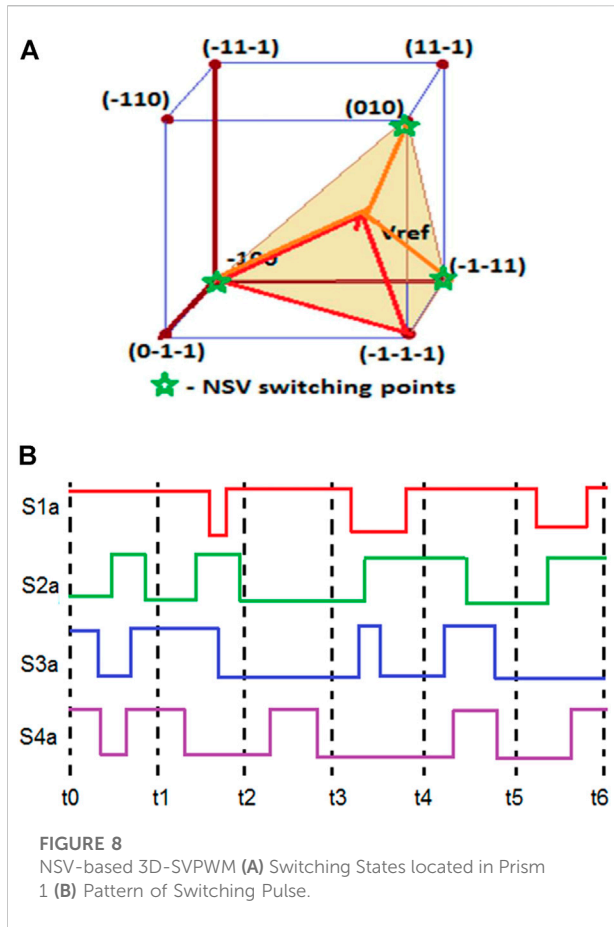 A
(-11-1)
(11-1)
(-110)
(010)
Vref
(-1-11)
(0-1-1)
(-1-1-1)
- NSV switching points
B
S1a
S2a
S3a
S4a
t0 t1 t2 t3 t4 t5 t6
FIGURE 8
NSV-based 3D-SVPWM (A) Switching States located in Prism
1 (B) Pattern of Switching Pulse.